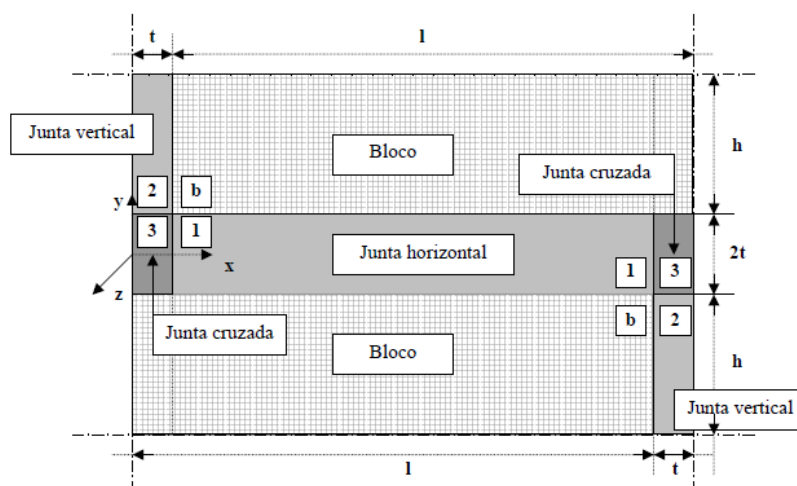 t
l
Junta vertical
Bloco
h
Junta cruzada
2
b
y
3
1
Junta horizontal
2t
x
1
3
z
b
2
Junta cruzada
Bloco
h
Junta vertical
l
t